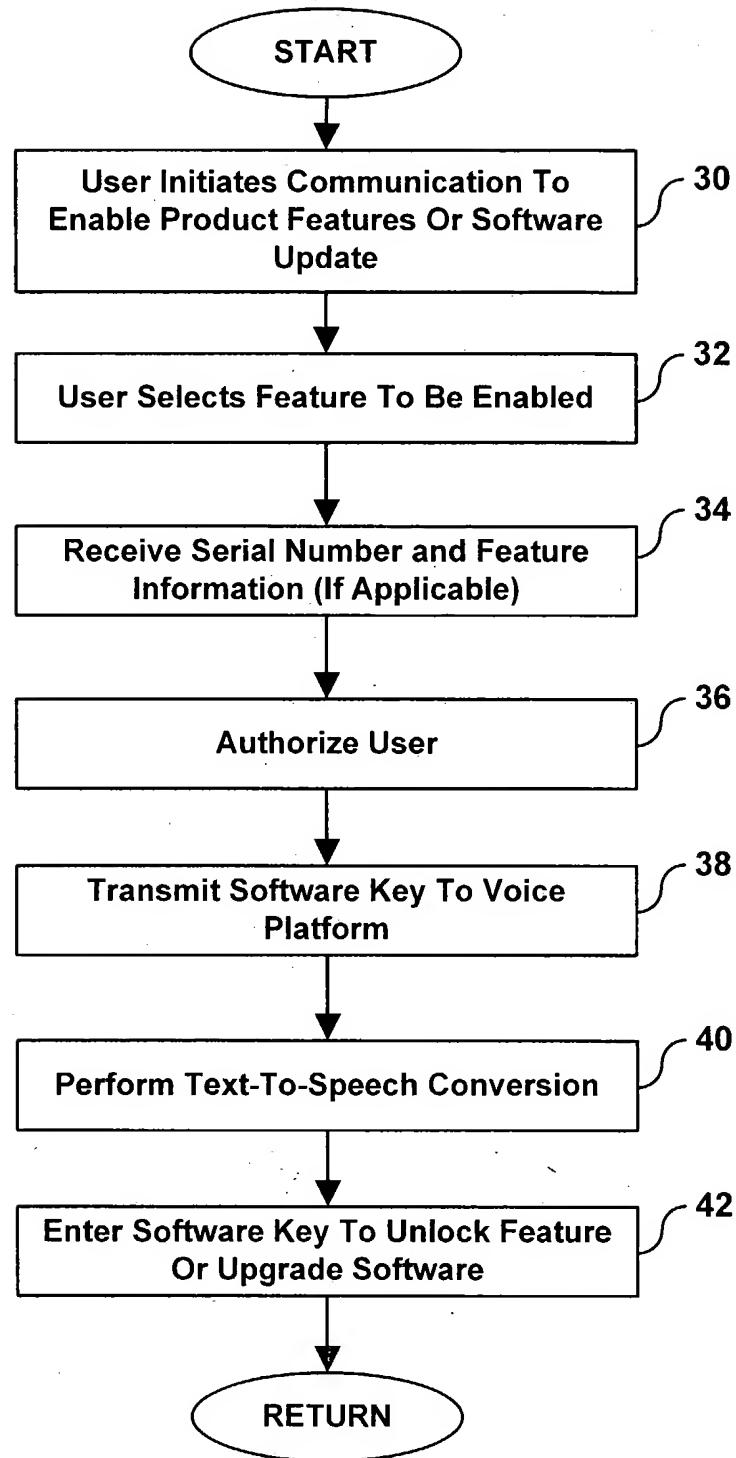 START
User Initiates Communication To
Enable Product Features Or Software
Update
30
User Selects Feature To Be Enabled
32
Receive Serial Number and Feature
Information (If Applicable)
34
Authorize User
36
Transmit Software Key To Voice
Platform
38
Perform Text-To-Speech Conversion
40
Enter Software Key To Unlock Feature
Or Upgrade Software
42
RETURN